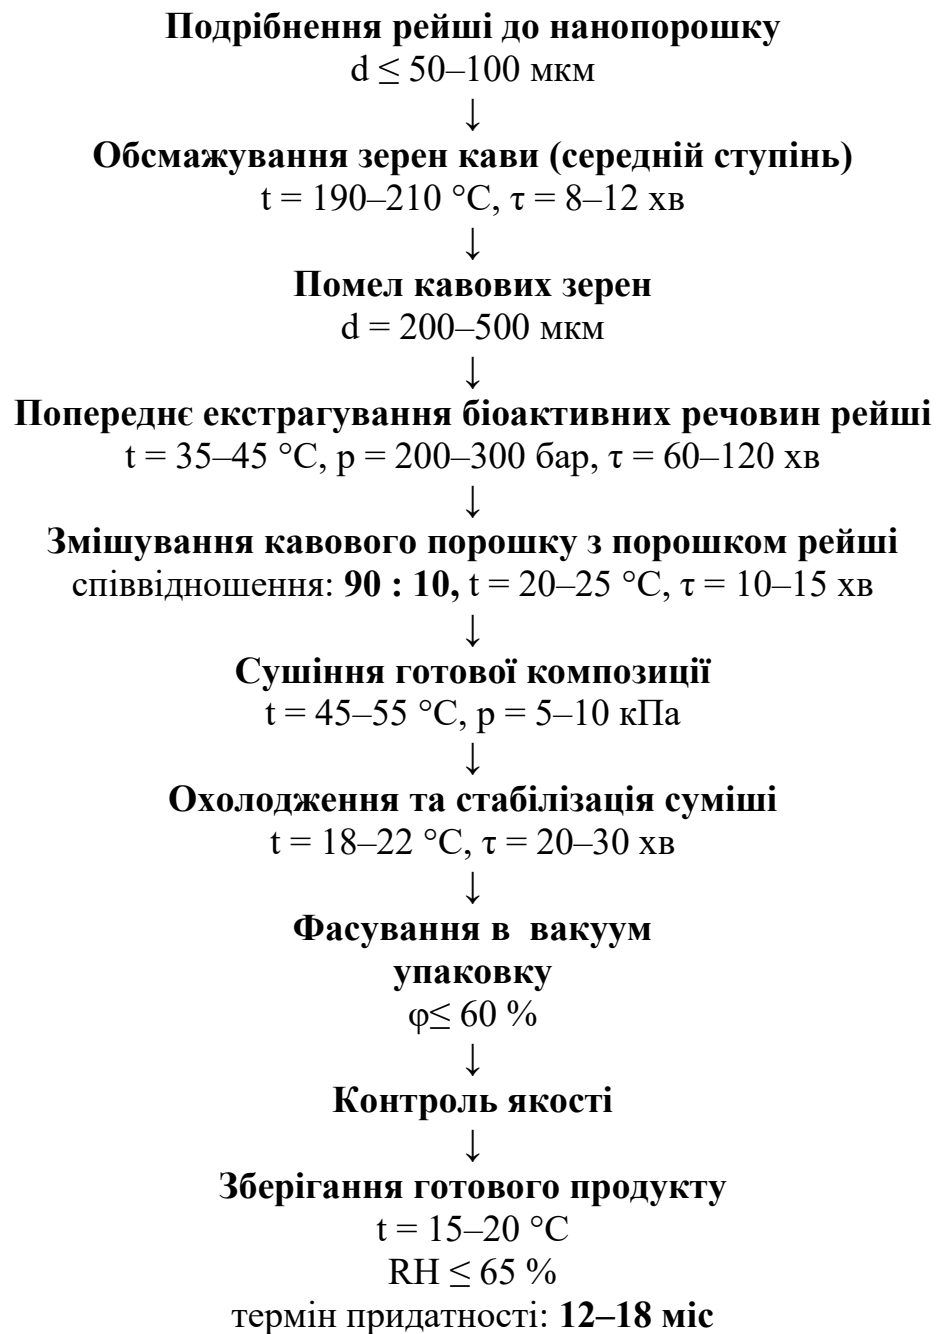 Подрібнення рейші до нанопорошку
d ≤ 50–100 мкм
↓
Обсмажування зерен кави (середній ступінь)
t = 190–210 °C, τ = 8–12 хв
↓
Помел кавових зерен
d = 200–500 мкм
↓
Попереднє екстрагування біоактивних речовин рейші
t = 35–45 °C, p = 200–300 бар, τ = 60–120 хв
↓
Змішування кавового порошку з порошком рейші
співвідношення: 90 : 10, t = 20–25 °C, τ = 10–15 хв
↓
Сушіння готової композиції
t = 45–55 °C, p = 5–10 кПа
↓
Охолодження та стабілізація суміші
t = 18–22 °C, τ = 20–30 хв
↓
Фасування в вакуум
упаковку
φ≤ 60 %
↓
Контроль якості
↓
Зберігання готового продукту
t = 15–20 °C
RH ≤ 65 %
термін придатності: 12–18 міс